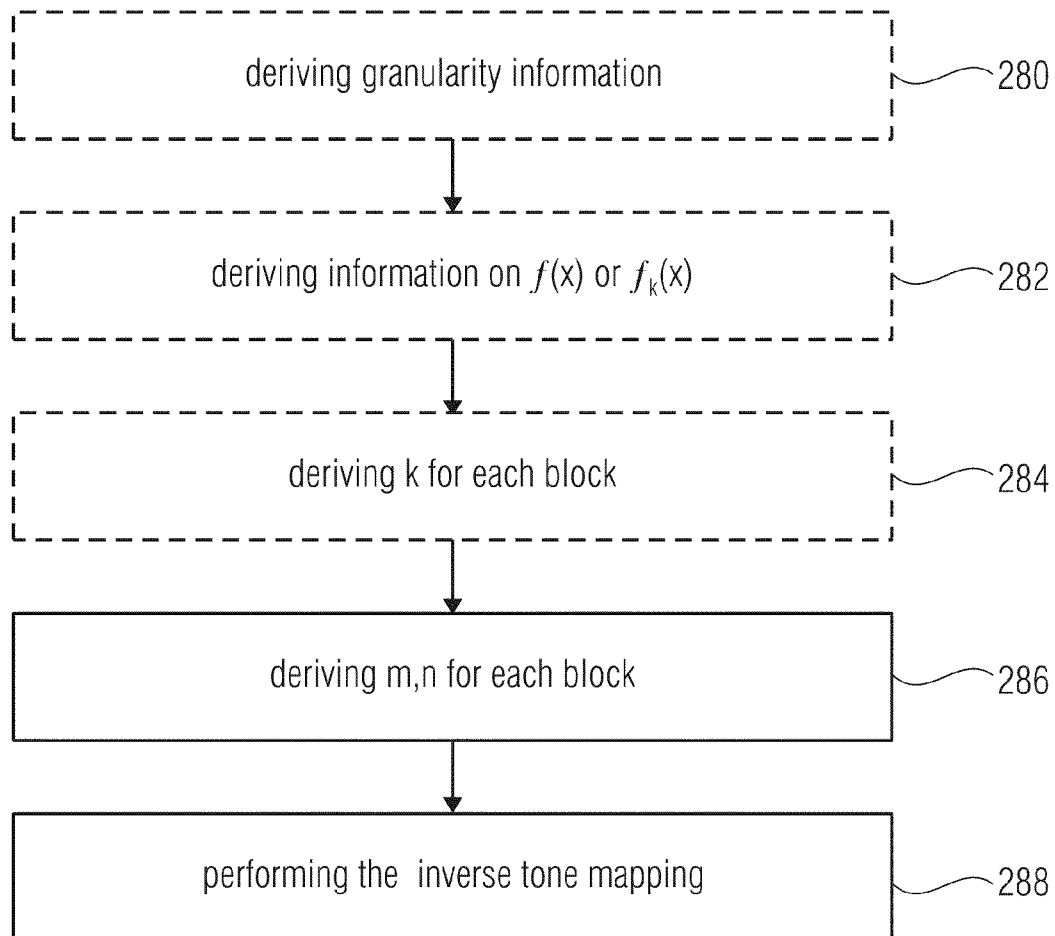 deriving granularity information
280
deriving information on f(x) or fk(x)
282
deriving k for each block
284
deriving m,n for each block
286
performing the inverse tone mapping
288